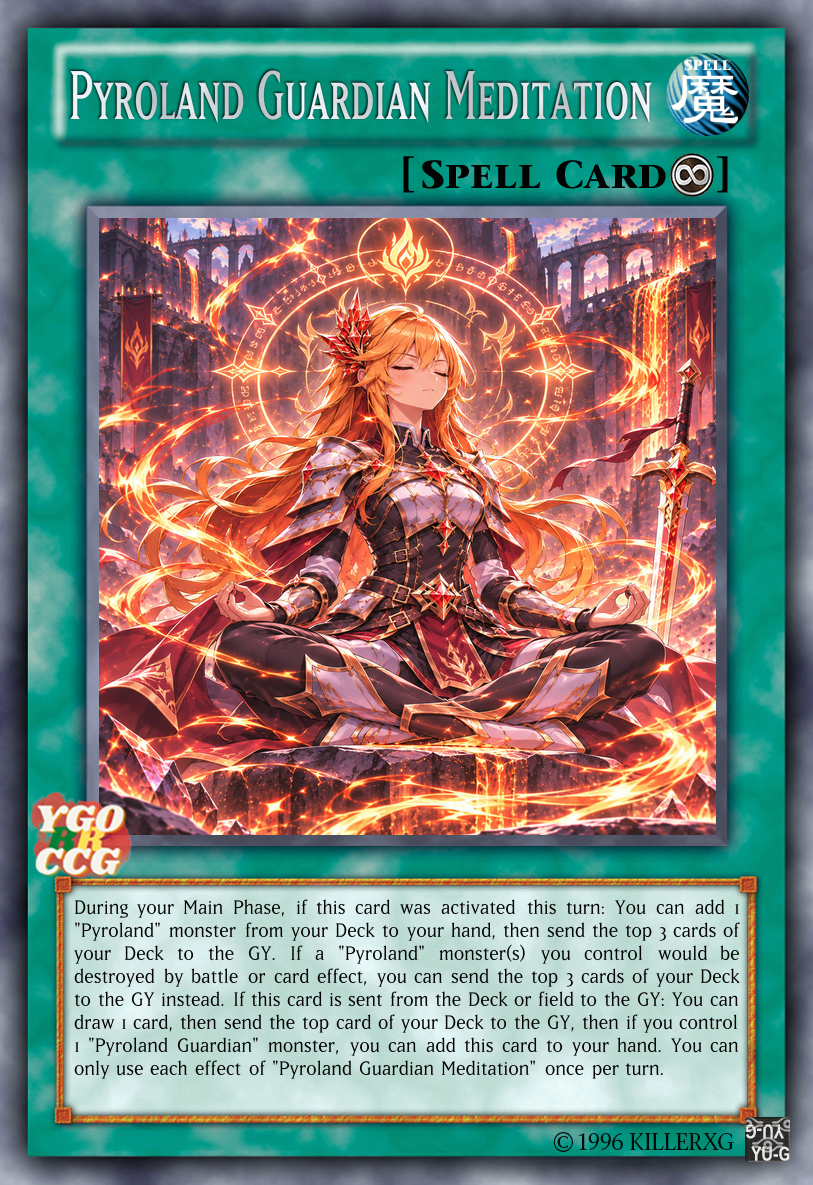 PYROLAND GUARDIAN MEDITATION
SPELL
魔
[SPELL CARD]
YGO
BR
CCG
During your Main Phase, if this card was activated this turn: You can add 1
"Pyroland" monster from your Deck to your hand, then send the top 3 cards of
your Deck to the GY. If a "Pyroland" monster(s) you control would be
destroyed by battle or card effect, you can send the top 3 cards of your Deck
to the GY instead. If this card is sent from the Deck or field to the GY: You can
draw 1 card, then send the top card of your Deck to the GY, then if you control
1 "Pyroland Guardian" monster, you can add this card to your hand. You can
only use each effect of "Pyroland Guardian Meditation" once per turn.
© 1996 KILLERXG